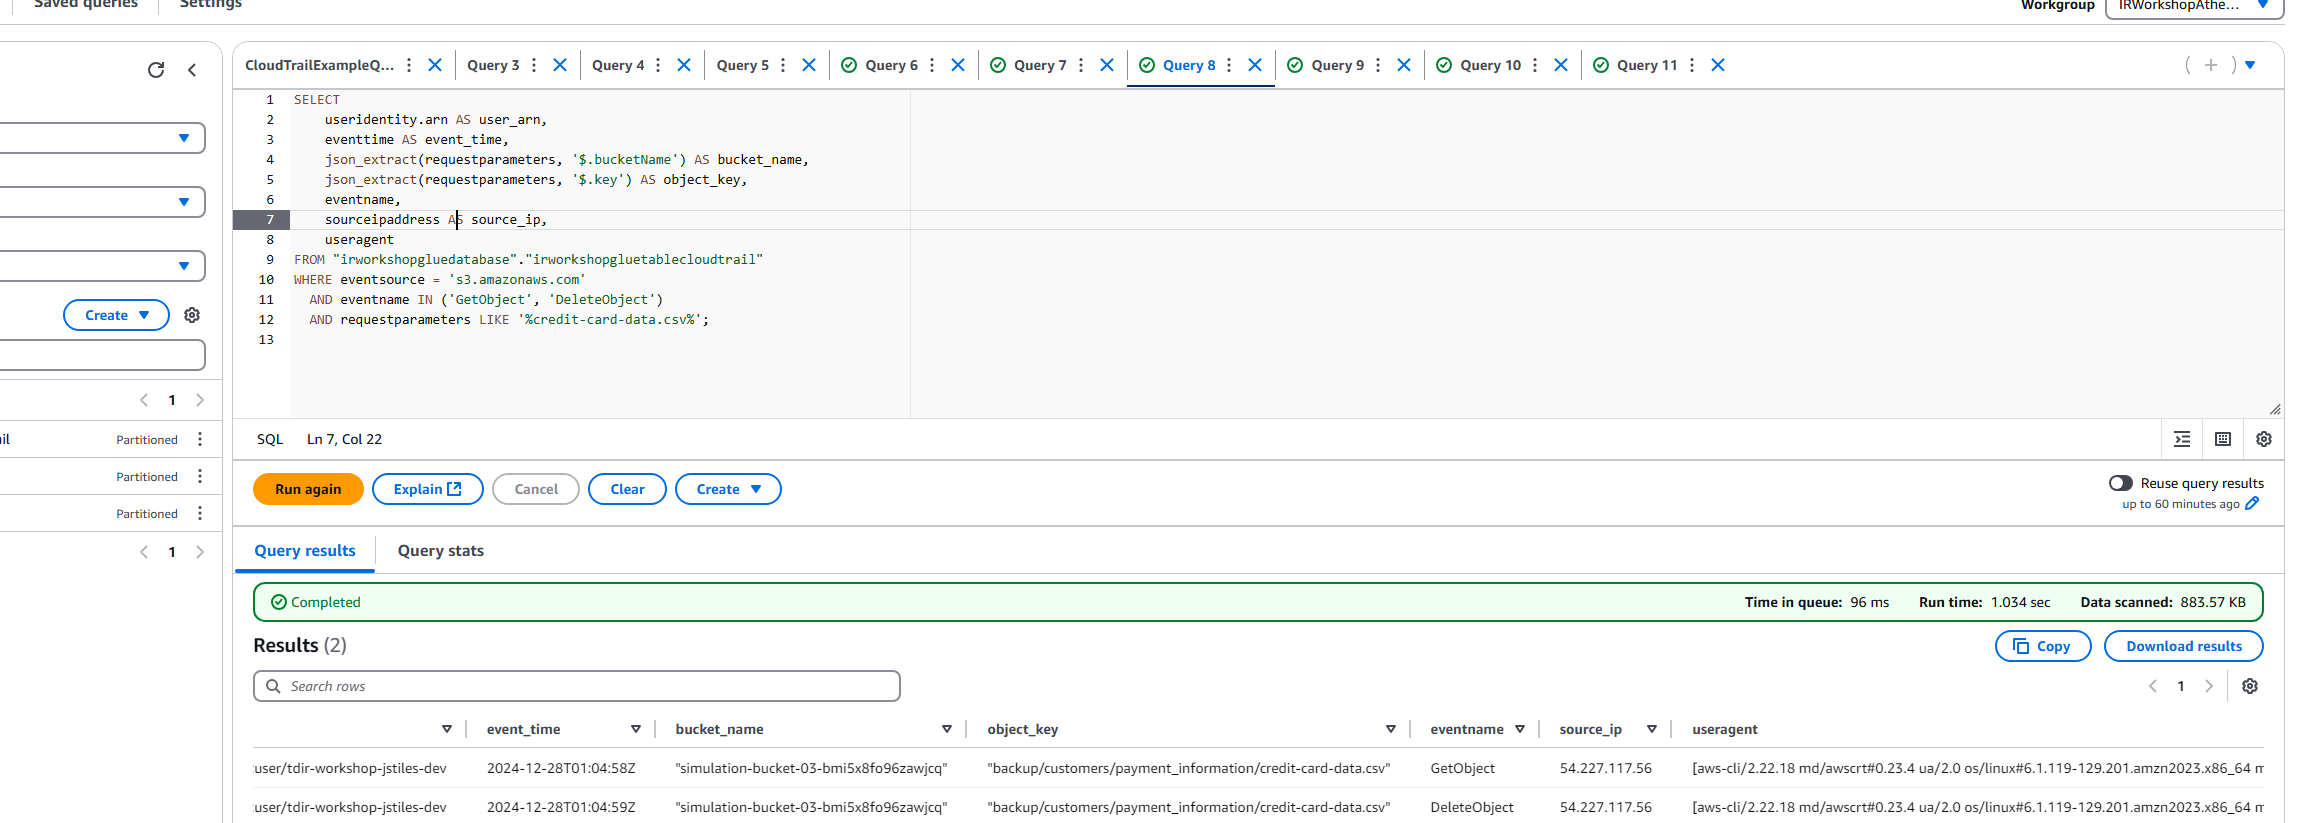 Saved queries Settings Workgroup IRWorkshopAthe...
CloudTrailExampleQ... Query 3 Query 4 Query 5 Query 6 Query 7 Query 8 Query 9 Query 10 Query 11
1 SELECT
2 useridentity.arn AS user_arn,
3 eventtime AS event_time,
4 json_extract(requestparameters, '$.bucketName') AS bucket_name,
5 json_extract(requestparameters, '$.key') AS object_key,
6 eventname,
7 sourceipaddress AS source_ip,
8 useragent
9 FROM "irworkshopgluedatabase"."irworkshopgluetablecloudtrail"
10 WHERE eventsource = 's3.amazonaws.com'
11 AND eventname IN ('GetObject', 'DeleteObject')
12 AND requestparameters LIKE '%credit-card-data.csv%';
13
Create
1
il Partitioned
Partitioned
Partitioned
1
SQL Ln 7, Col 22
Run again Explain Cancel Clear Create
Reuse query results
up to 60 minutes ago
Query results Query stats
Completed Time in queue: 96 ms Run time: 1.034 sec Data scanned: 883.57 KB
Results (2) Copy Download results
Search rows 1
event_time bucket_name object_key eventname source_ip useragent
:user/tdir-workshop-jstiles-dev 2024-12-28T01:04:58Z "simulation-bucket-03-bmi5x8fo96zawjcq" "backup/customers/payment_information/credit-card-data.csv" GetObject 54.227.117.56 [aws-cli/2.22.18 md/awscrt#0.23.4 ua/2.0 os/linux#6.1.119-129.201.amzn2023.x86_64 m
:user/tdir-workshop-jstiles-dev 2024-12-28T01:04:59Z "simulation-bucket-03-bmi5x8fo96zawjcq" "backup/customers/payment_information/credit-card-data.csv" DeleteObject 54.227.117.56 [aws-cli/2.22.18 md/awscrt#0.23.4 ua/2.0 os/linux#6.1.119-129.201.amzn2023.x86_64 m